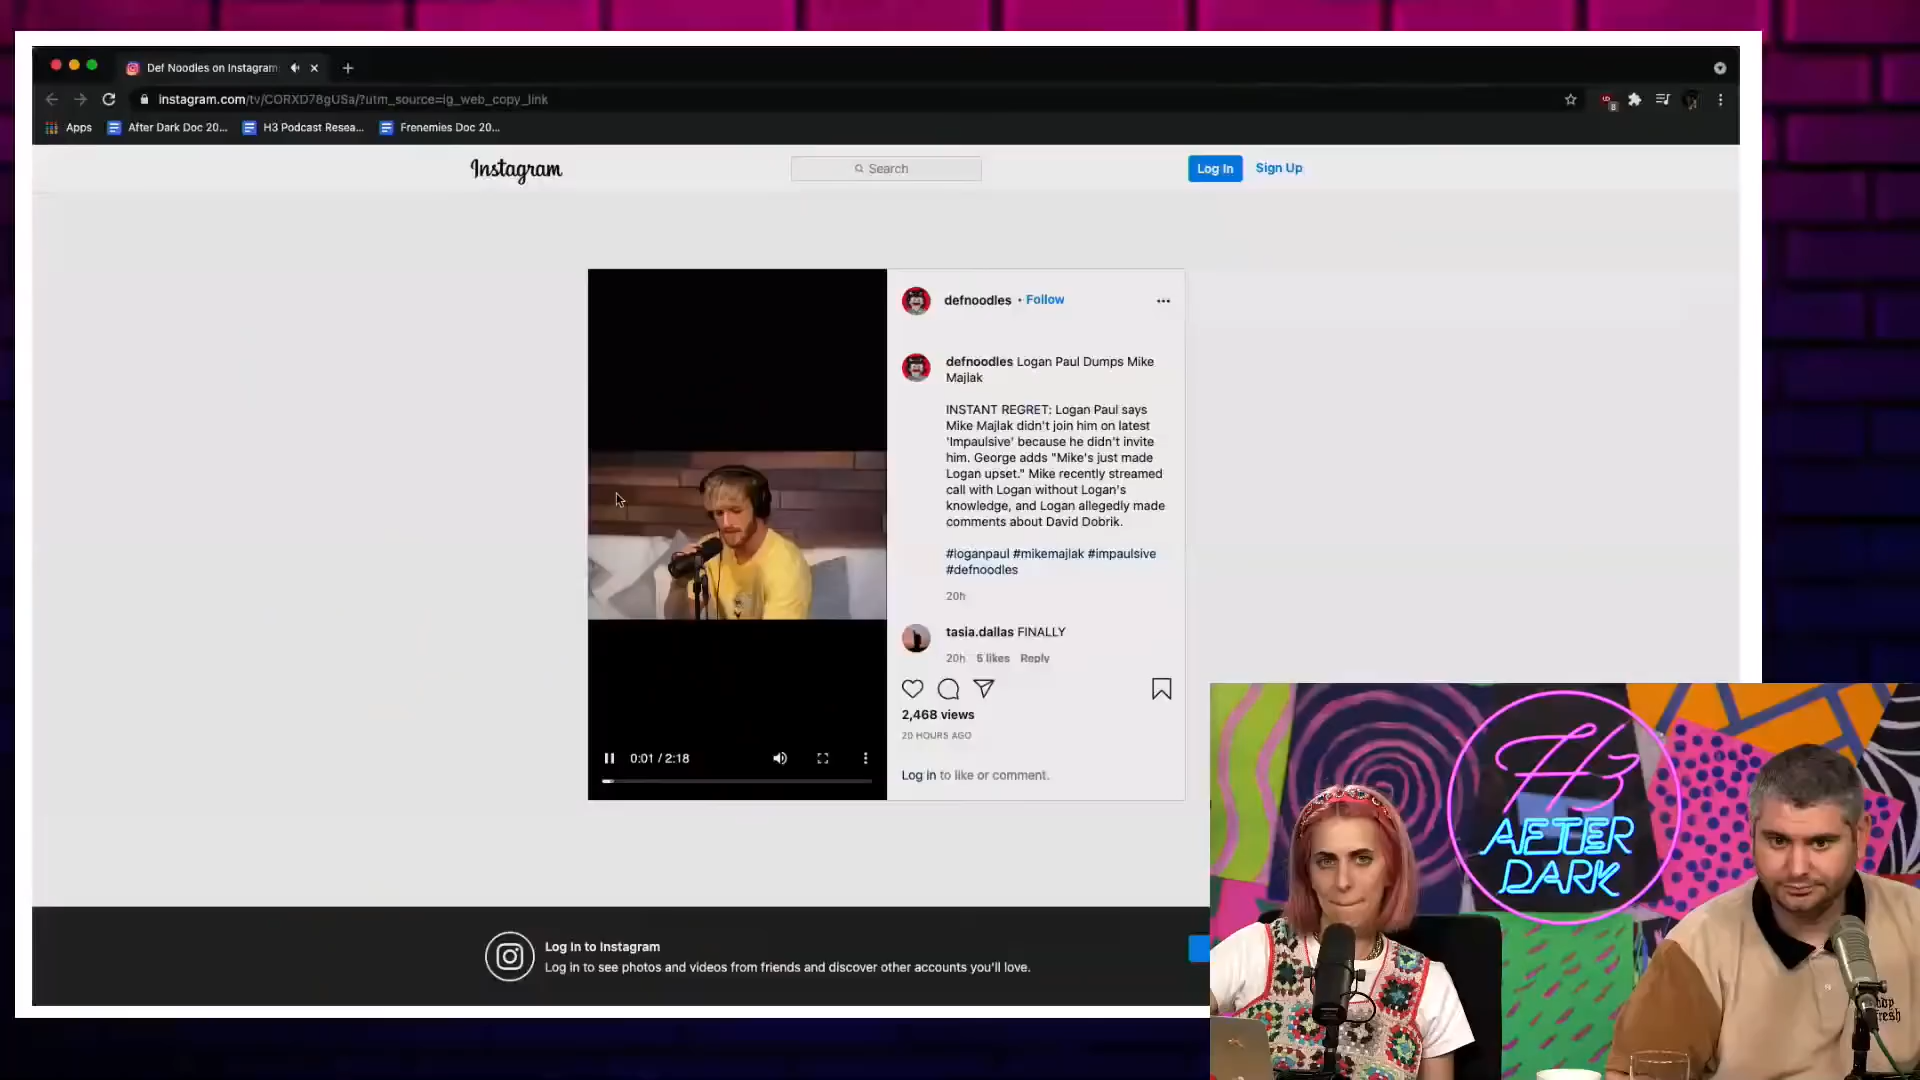 Def Noodles on Instagram
instagram.com/tv/CORXD78gUSa/?utm_source=ig_web_copy_link
Apps
After Dark Doc 20...
H3 Podcast Resea...
Frenemies Doc 20...
Instagram
Search
Log In
Sign Up
defnoodles • Follow
defnoodles Logan Paul Dumps Mike
Majlak
INSTANT REGRET: Logan Paul says
Mike Majlak didn't join him on latest
'Impaulsive' because he didn't invite
him. George adds "Mike's just made
Logan upset." Mike recently streamed
call with Logan without Logan's
knowledge, and Logan allegedly made
comments about David Dobrik.
#loganpaul #mikemajlak #impaulsive
#defnoodles
20h
tasia.dallas FINALLY
20h 5 likes Reply
2,468 views
20 HOURS AGO
0:01 / 2:18
Log in to like or comment.
Log In to Instagram
Log in to see photos and videos from friends and discover other accounts you'll love.
H3
AFTER
DARK